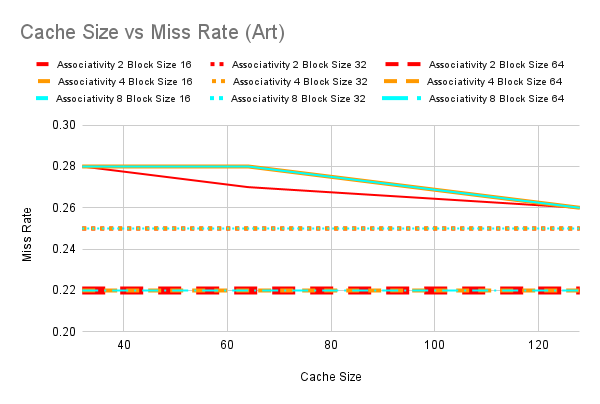 Cache Size vs Miss Rate (Art)
Associativity 2 Block Size 16 Associativity 2 Block Size 32 Associativity 2 Block Size 64
Associativity 4 Block Size 16 Associativity 4 Block Size 32 Associativity 4 Block Size 64
Associativity 8 Block Size 16 Associativity 8 Block Size 32 Associativity 8 Block Size 64
0.30
0.28
0.26
0.24
0.22
0.20
Miss Rate
40 60 80 100 120
Cache Size